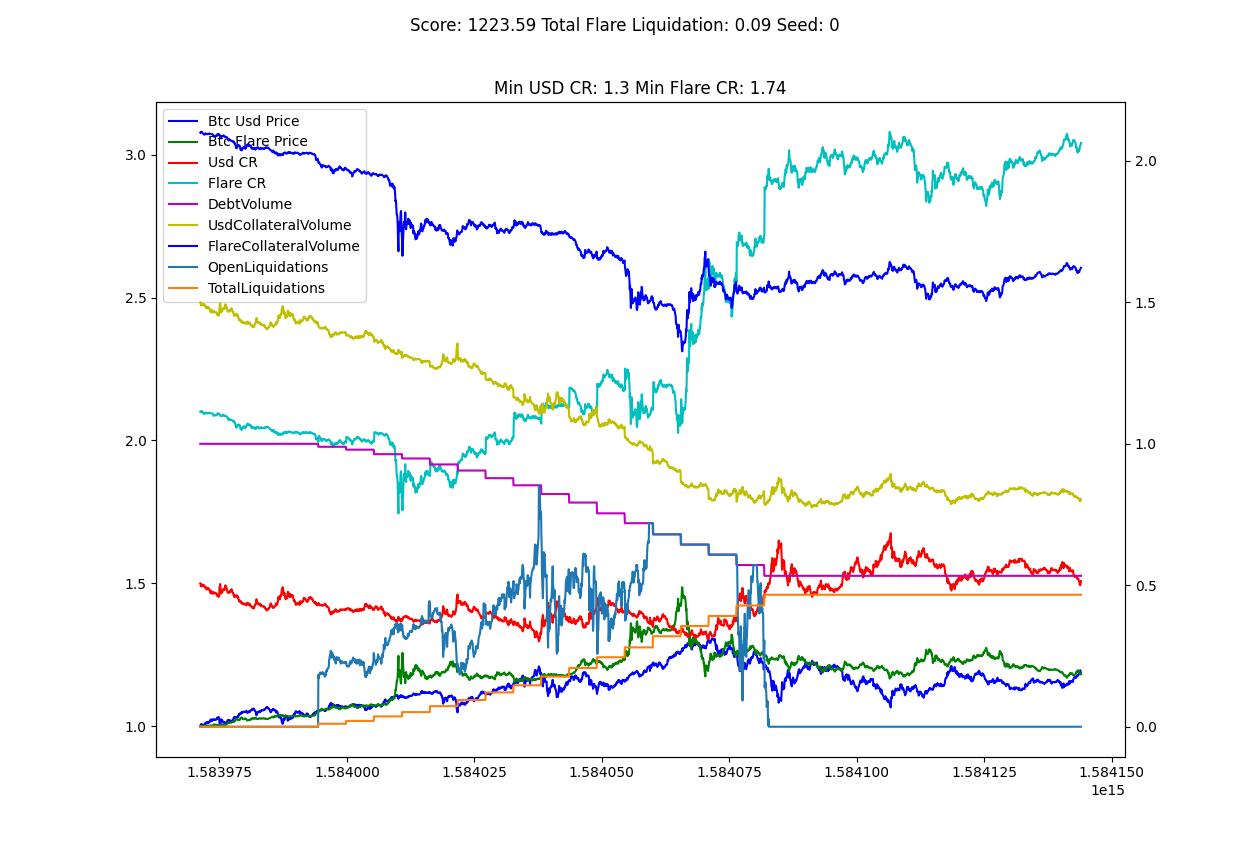 Score: 1223.59 Total Flare Liquidation: 0.09 Seed: 0
Min USD CR: 1.3 Min Flare CR: 1.74
Btc Usd Price
Btc Flare Price
Usd CR
Flare CR
DebtVolume
UsdCollateralVolume
FlareCollateralVolume
OpenLiquidations
TotalLiquidations
3.0
2.5
2.0
1.5
1.0
2.0
1.5
1.0
0.5
0.0
1.583975 1.584000 1.584025 1.584050 1.584075 1.584100 1.584125 1.584150
1e15